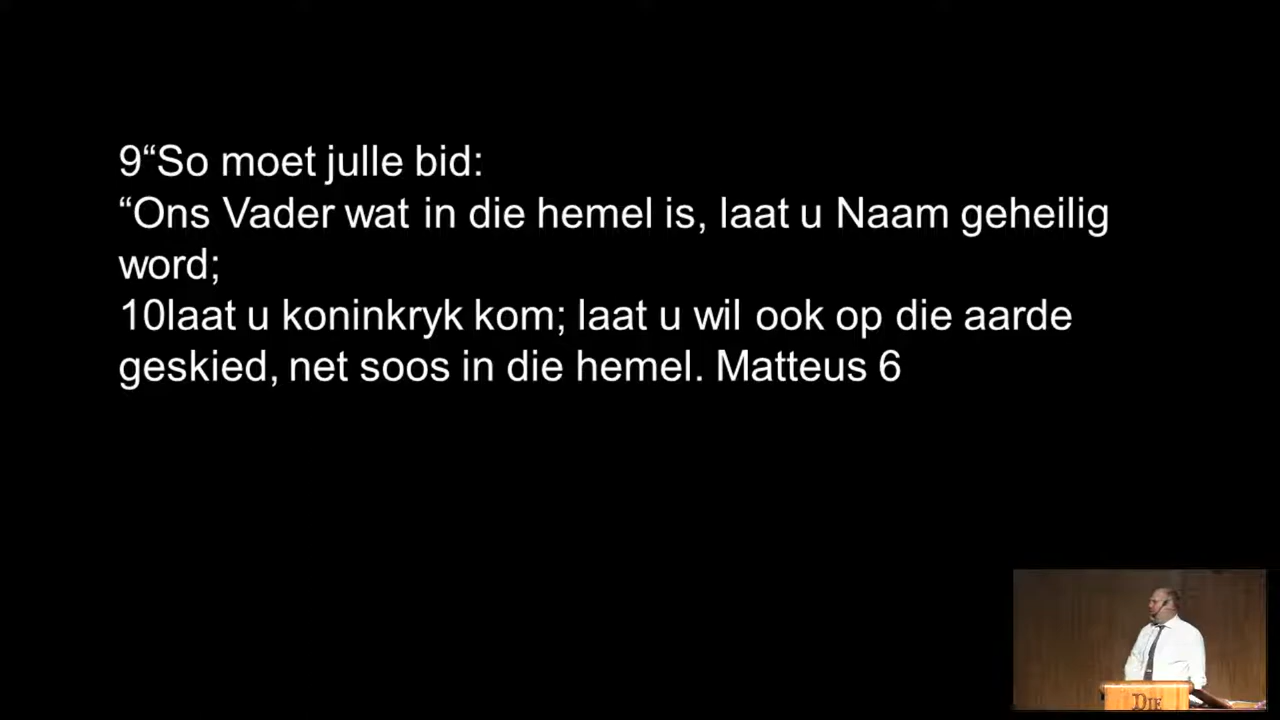 9“So moet julle bid:
“Ons Vader wat in die hemel is, laat u Naam geheilig
word;
10laat u koninkryk kom; laat u wil ook op die aarde
geskied, net soos in die hemel. Matteus 6
DIE